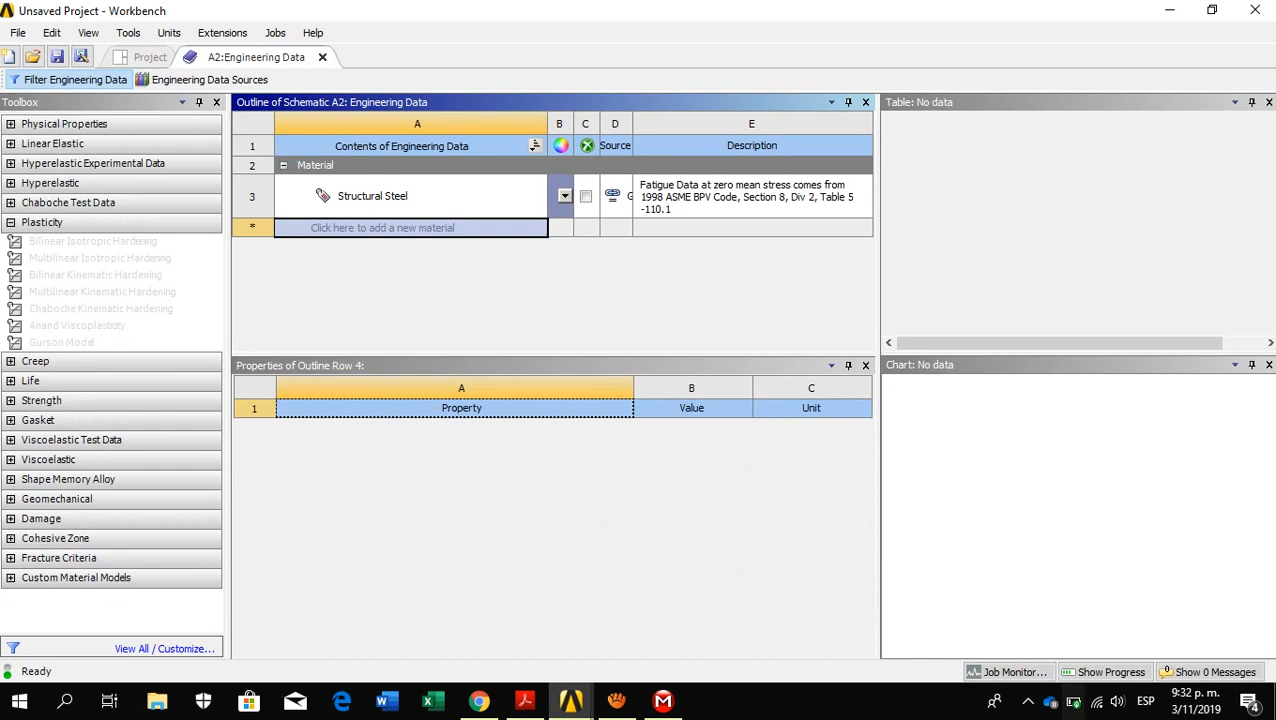 Unsaved Project - Workbench
File Edit View Tools Units Extensions Jobs Help
Project A2:Engineering Data
Filter Engineering Data Engineering Data Sources
Toolbox
Physical Properties
Linear Elastic
Hyperelastic Experimental Data
Hyperelastic
Chaboche Test Data
Plasticity
Bilinear Isotropic Hardening
Multilinear Isotropic Hardening
Bilinear Kinematic Hardening
Multilinear Kinematic Hardening
Chaboche Kinematic Hardening
Anand Viscoplasticity
Gurson Model
Creep
Life
Strength
Gasket
Viscoelastic Test Data
Viscoelastic
Shape Memory Alloy
Geomechanical
Damage
Cohesive Zone
Fracture Criteria
Custom Material Models
View All / Customize...
Outline of Schematic A2: Engineering Data
A B C D E
1 Contents of Engineering Data Source Description
2 Material
3 Structural Steel G Fatigue Data at zero mean stress comes from
1998 ASME BPV Code, Section 8, Div 2, Table 5
-110.1
* Click here to add a new material
Properties of Outline Row 4:
A B C
1 Property Value Unit
Table: No data
Chart: No data
Ready
Job Monitor... Show Progress Show 0 Messages
ESP
9:32 p. m.
3/11/2019
4